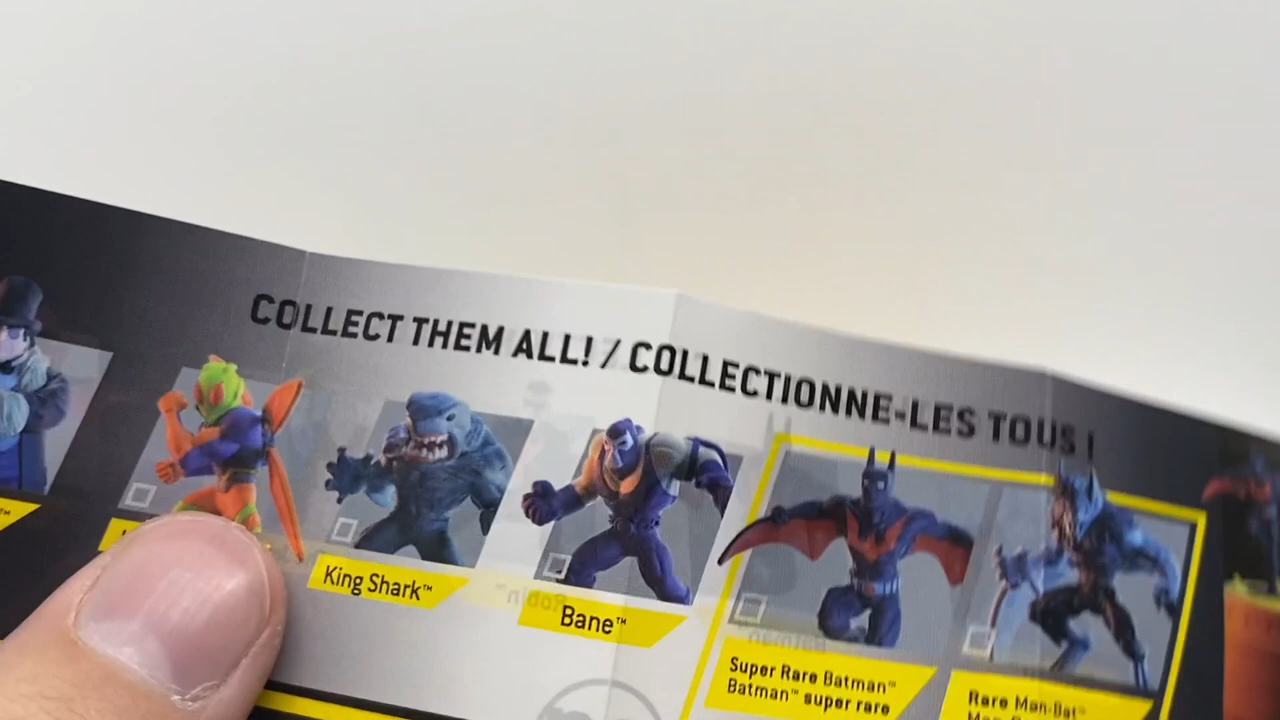 COLLECT THEM ALL! / COLLECTIONNE-LES TOUS !
King Shark™
Bane™
Super Rare Batman™
Batman™ super rare
Rare Man-Bat™